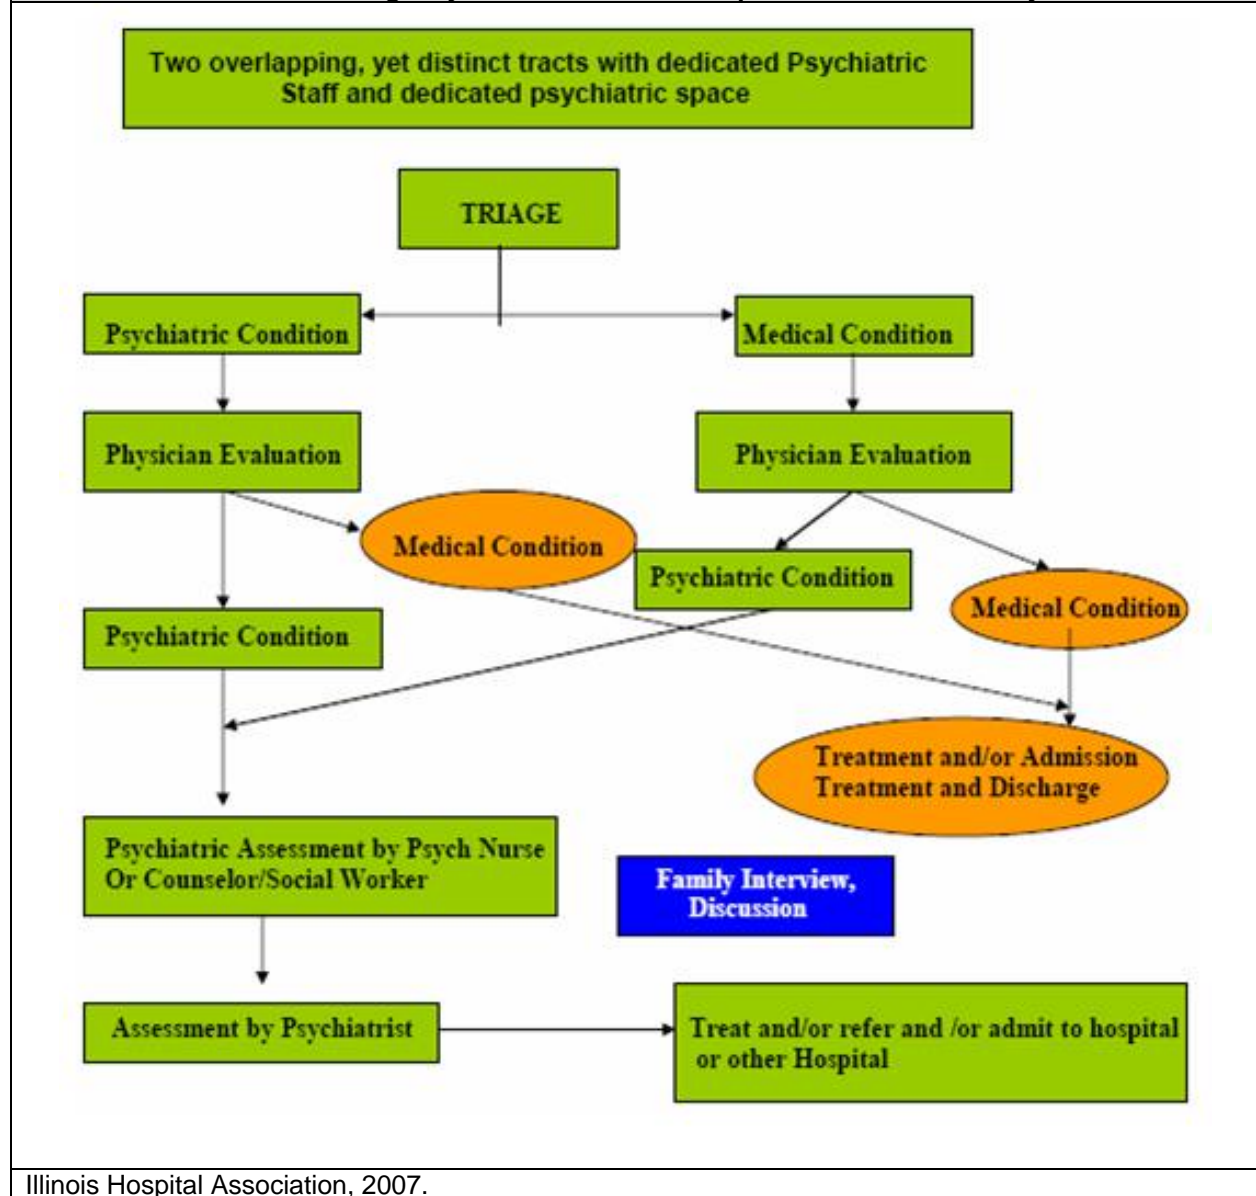 Two overlapping, yet distinct tracts with dedicated Psychiatric
Staff and dedicated psychiatric space
TRIAGE
Psychiatric Condition
Medical Condition
Physician Evaluation
Physician Evaluation
Medical Condition
Psychiatric Condition
Medical Condition
Psychiatric Condition
Treatment and/or Admission
Treatment and Discharge
Psychiatric Assessment by Psych Nurse
Or Counselor/Social Worker
Family Interview,
Discussion
Assessment by Psychiatrist
Treat and/or refer and /or admit to hospital
or other Hospital
Illinois Hospital Association, 2007.